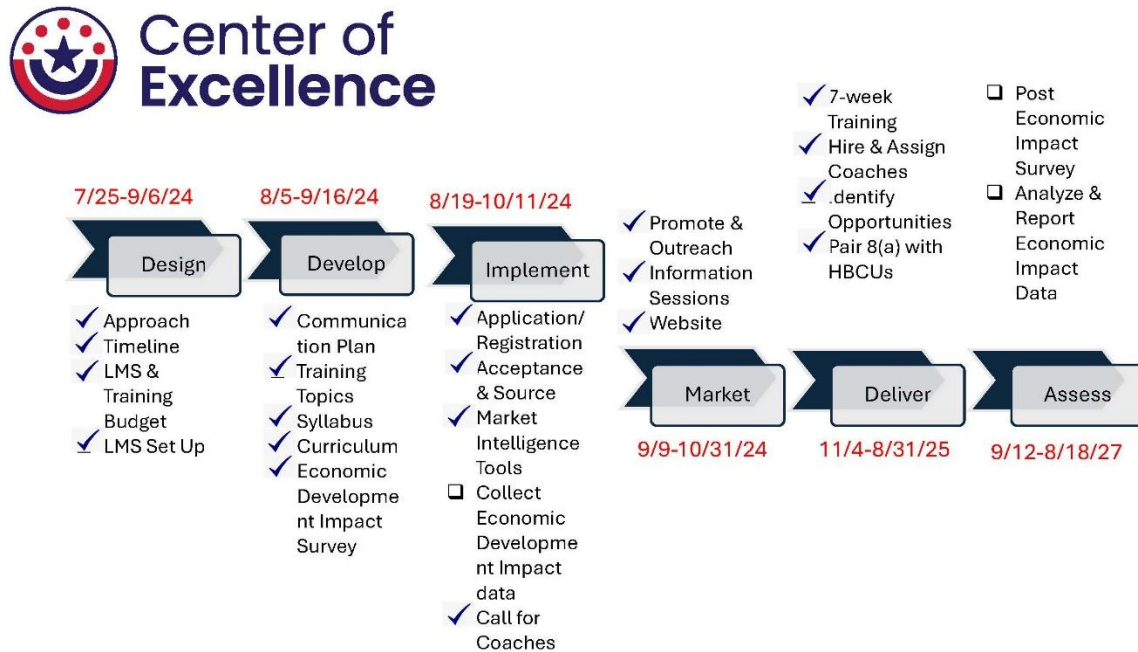 Center of
Excellence
7/25-9/6/24
Design
Approach
Timeline
LMS &
Training
Budget
LMS Set Up
8/5-9/16/24
Develop
Communica
tion Plan
Training
Topics
Syllabus
Curriculum
Economic
Developme
nt Impact
Survey
8/19-10/11/24
Implement
Application/
Registration
Acceptance
& Source
Market
Intelligence
Tools
Collect
Economic
Developme
nt Impact
data
Call for
Coaches
Promote &
Outreach
Information
Sessions
Website
Market
9/9-10/31/24
7-week
Training
Hire & Assign
Coaches
.dentify
Opportunities
Pair 8(a) with
HBCUs
Deliver
11/4-8/31/25
Post
Economic
Impact
Survey
Analyze &
Report
Economic
Impact
Data
Assess
9/12-8/18/27